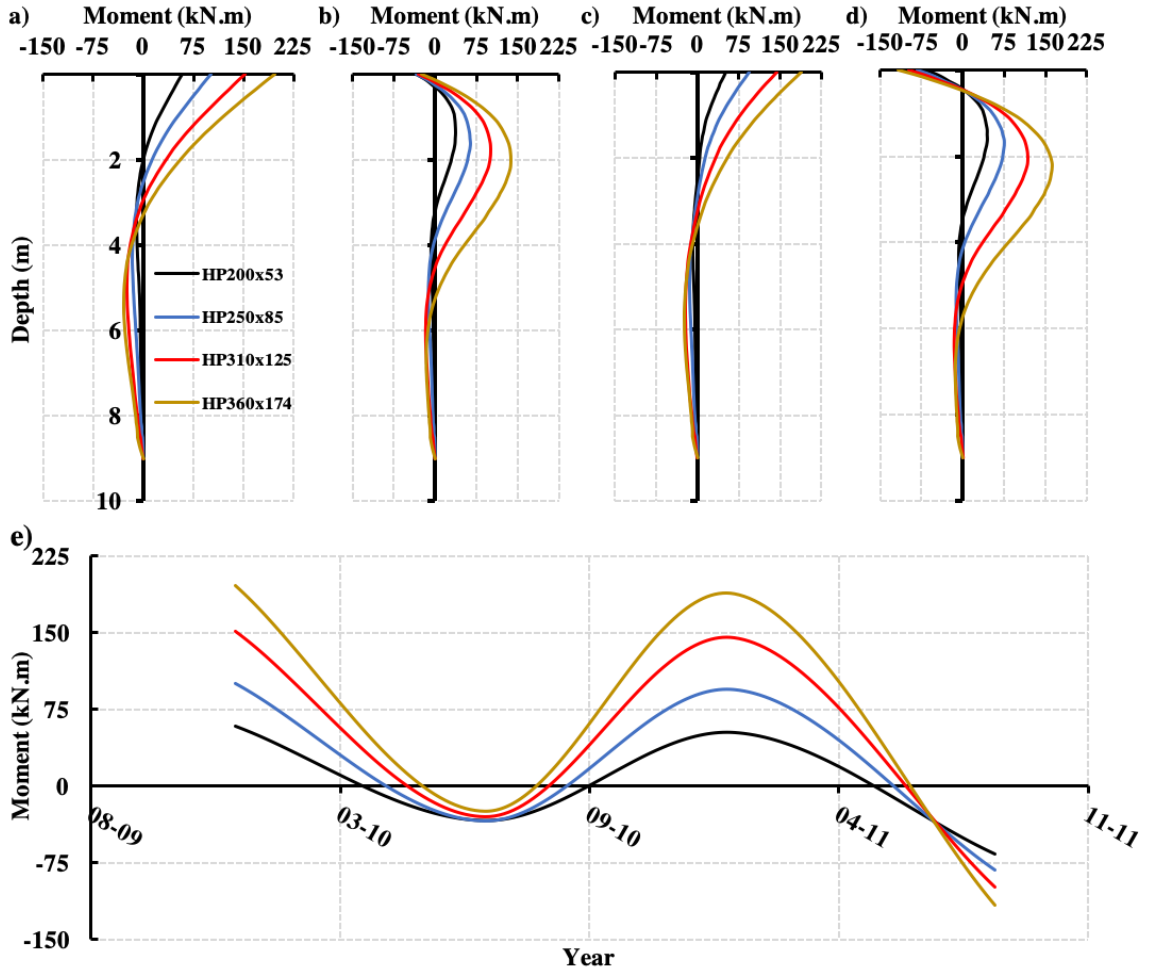 a) Moment (kN.m) b) Moment (kN.m) c) Moment (kN.m) d) Moment (kN.m)
-150 -75 0 75 150 225 -150 -75 0 75 150 225 -150 -75 0 75 150 225 -150 -75 0 75 150 225
2
4
Depth (m)
HP200x53
HP250x85
6
HP310x125
HP360x174
8
10
e)
225
150
75
0
-75
-150
Moment (kN.m)
08-09 03-10 09-10 04-11 11-11
Year